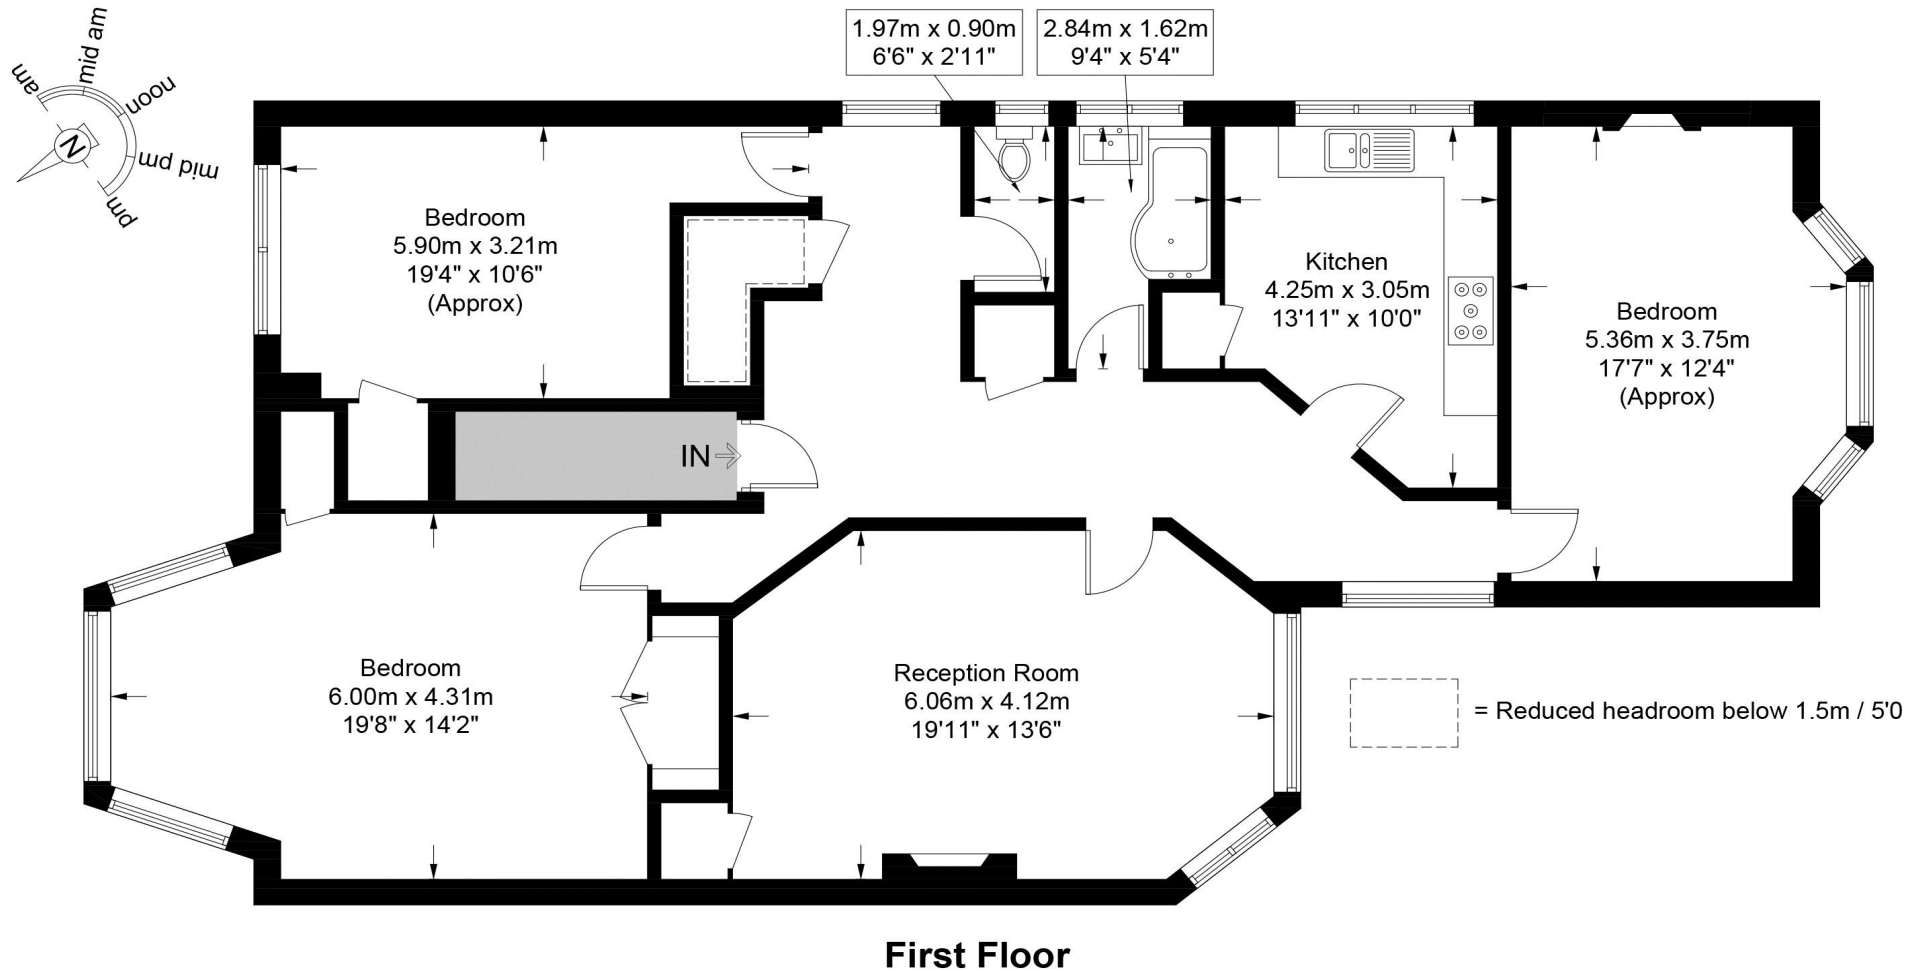 1.97m x 0.90m
6'6" x 2'11"
2.84m x 1.62m
9'4" x 5'4"
am
mid am
noon
mid pm
pm
N
Bedroom
5.90m x 3.21m
19'4" x 10'6"
(Approx)
Kitchen
4.25m x 3.05m
13'11" x 10'0"
Bedroom
5.36m x 3.75m
17'7" x 12'4"
(Approx)
IN
Bedroom
6.00m x 4.31m
19'8" x 14'2"
Reception Room
6.06m x 4.12m
19'11" x 13'6"
= Reduced headroom below 1.5m / 5'0
First Floor